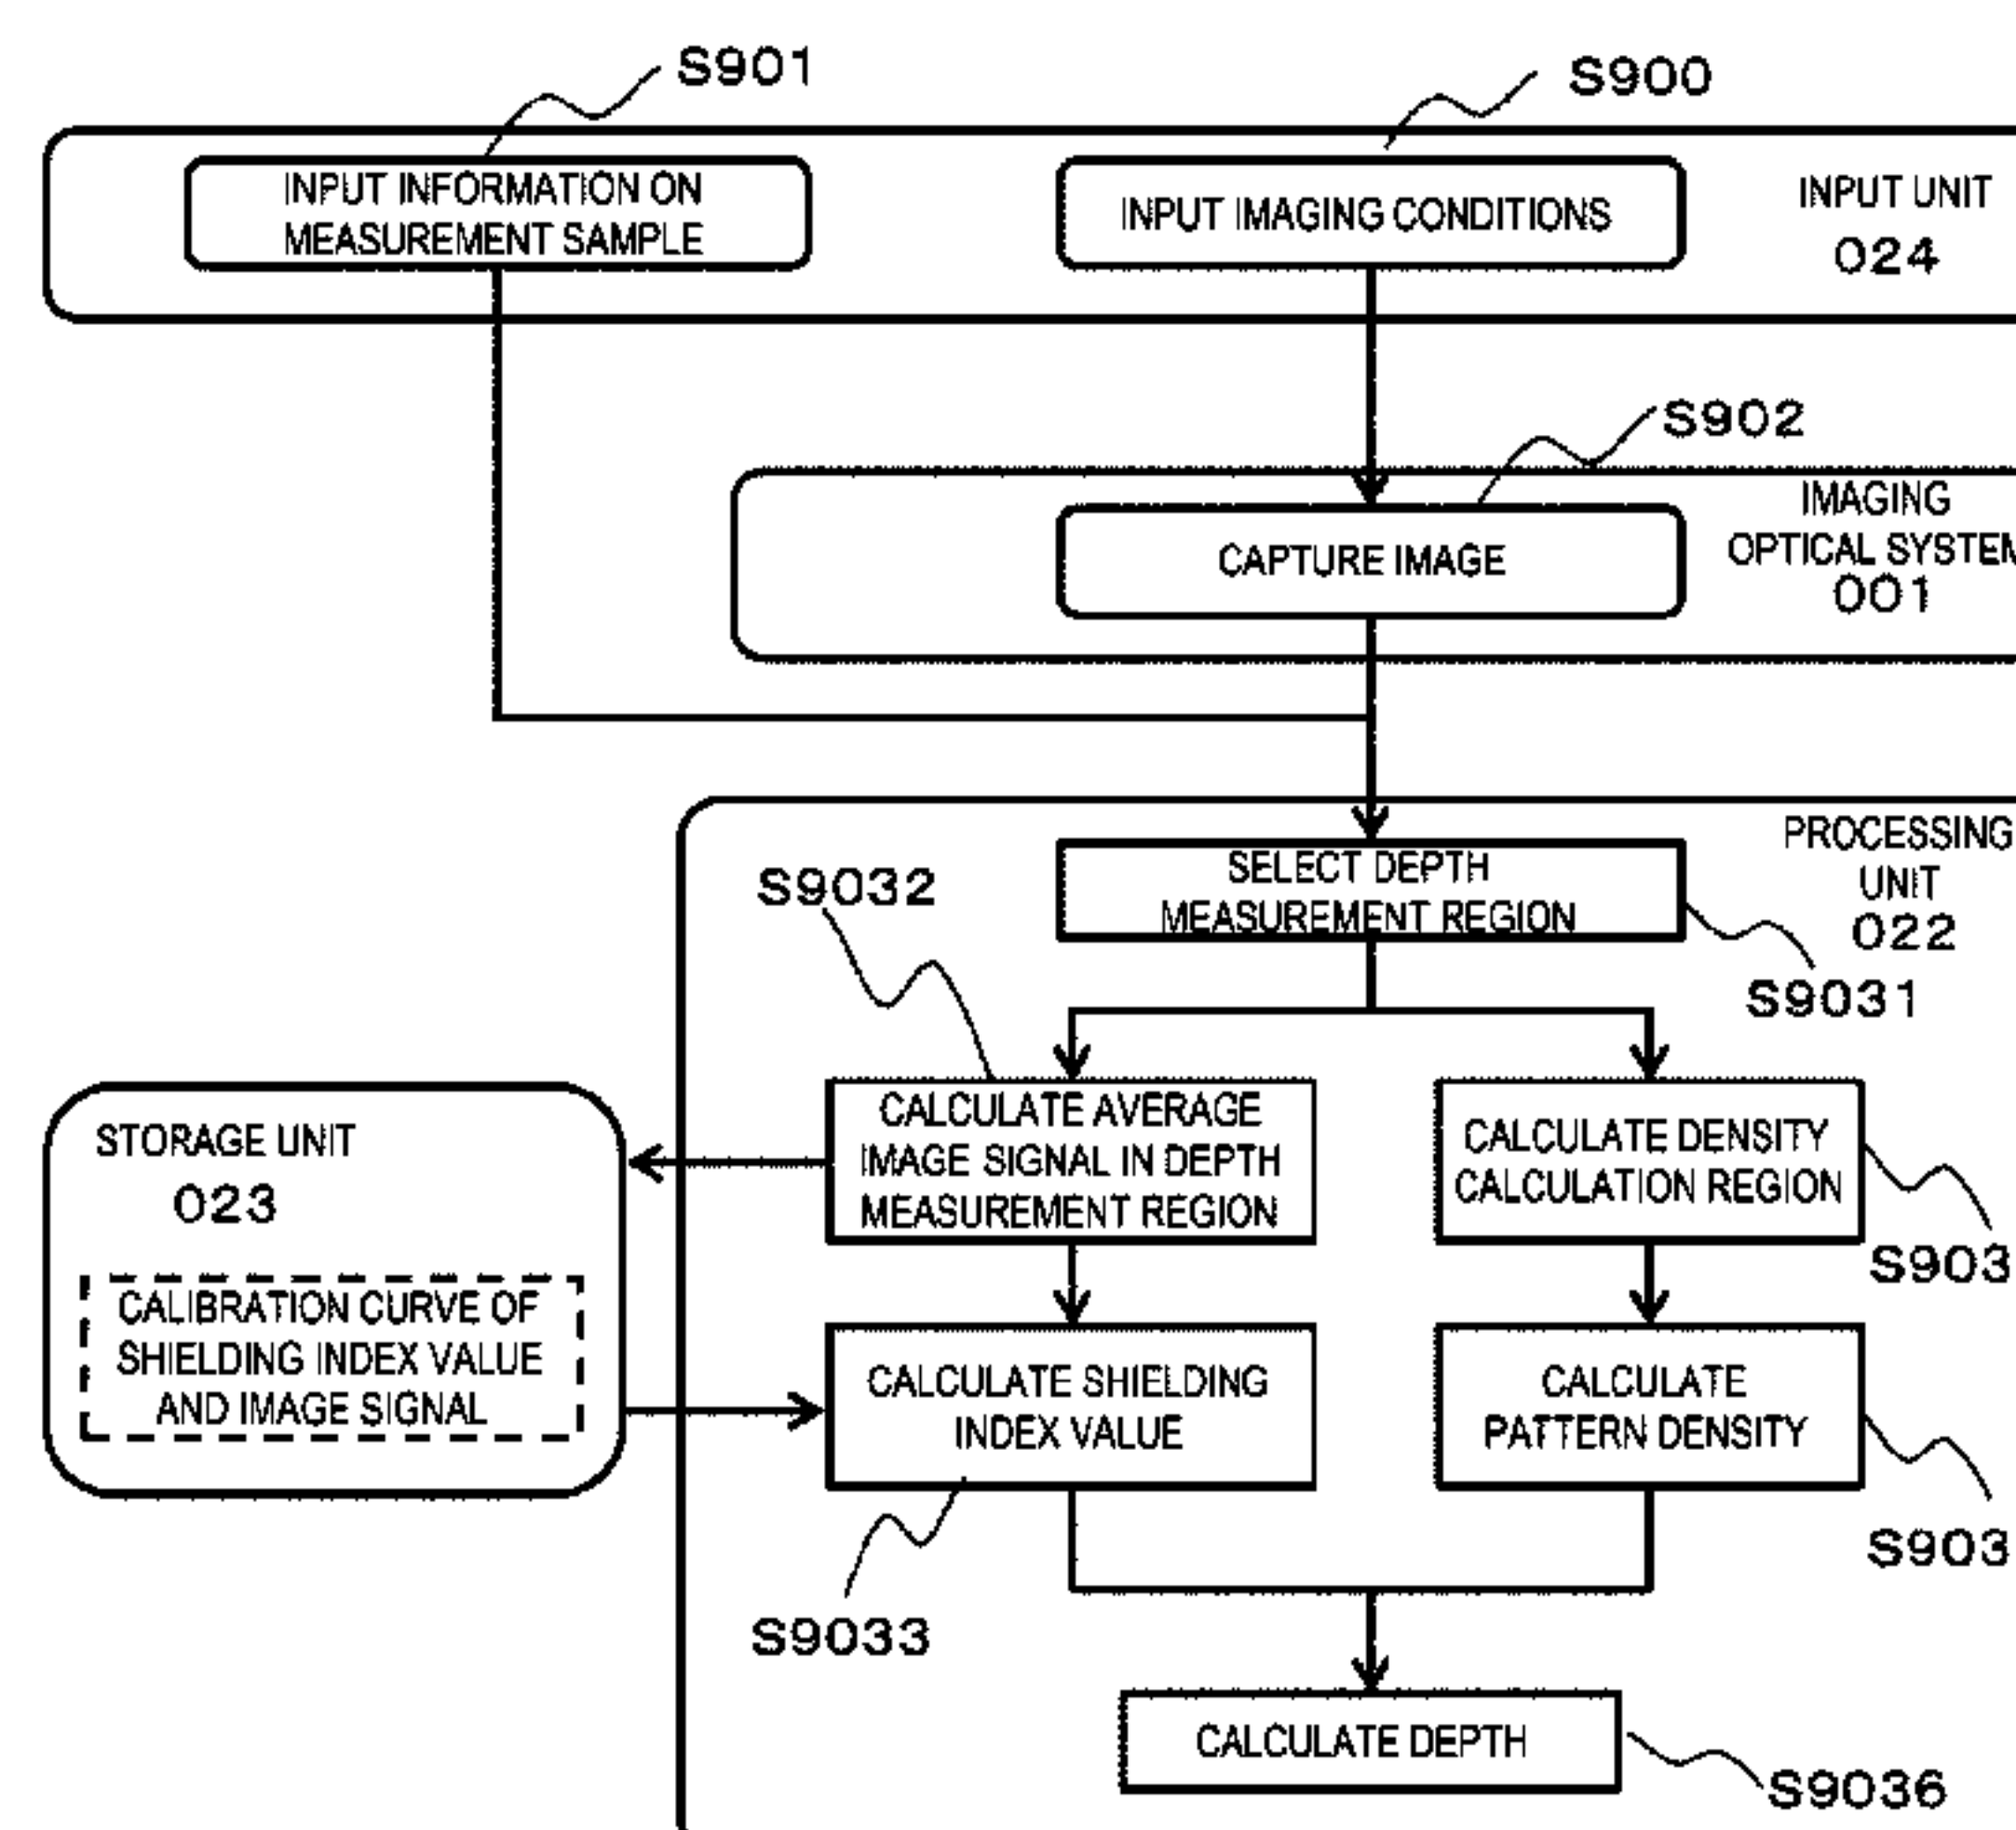 S901
S900
INPUT INFORMATION ON
MEASUREMENT SAMPLE
INPUT IMAGING CONDITIONS
INPUT UNIT
024
S902
CAPTURE IMAGE
IMAGING
OPTICAL SYSTEM
001
PROCESSING
UNIT
022
SELECT DEPTH
MEASUREMENT REGION
S9031
S9032
CALCULATE AVERAGE
IMAGE SIGNAL IN DEPTH
MEASUREMENT REGION
CALCULATE DENSITY
CALCULATION REGION
S903
STORAGE UNIT
023
CALIBRATION CURVE OF
SHIELDING INDEX VALUE
AND IMAGE SIGNAL
CALCULATE SHIELDING
INDEX VALUE
CALCULATE
PATTERN DENSITY
S903
S9033
CALCULATE DEPTH
S9036